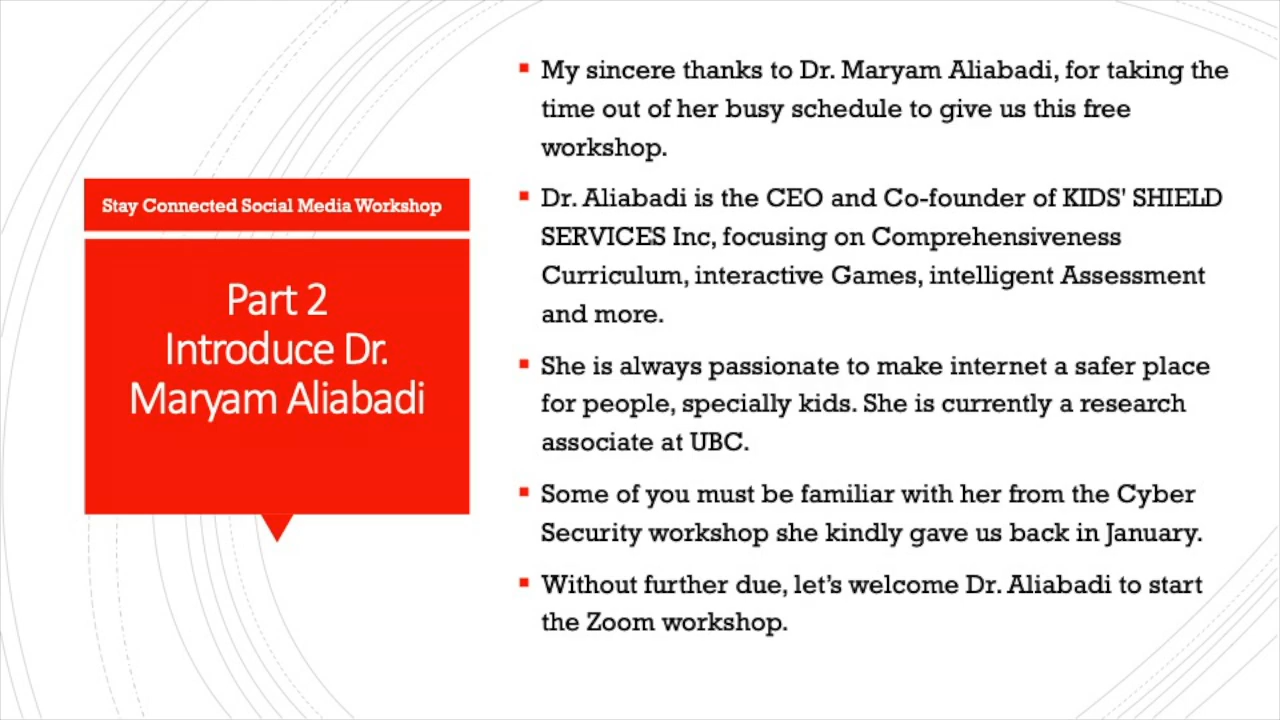 Stay Connected Social Media Workshop
Part 2
Introduce Dr.
Maryam Aliabadi
My sincere thanks to Dr. Maryam Aliabadi, for taking the
time out of her busy schedule to give us this free
workshop.
Dr. Aliabadi is the CEO and Co-founder of KIDS' SHIELD
SERVICES Inc, focusing on Comprehensiveness
Curriculum, interactive Games, intelligent Assessment
and more.
She is always passionate to make internet a safer place
for people, specially kids. She is currently a research
associate at UBC.
Some of you must be familiar with her from the Cyber
Security workshop she kindly gave us back in January.
Without further due, let’s welcome Dr. Aliabadi to start
the Zoom workshop.